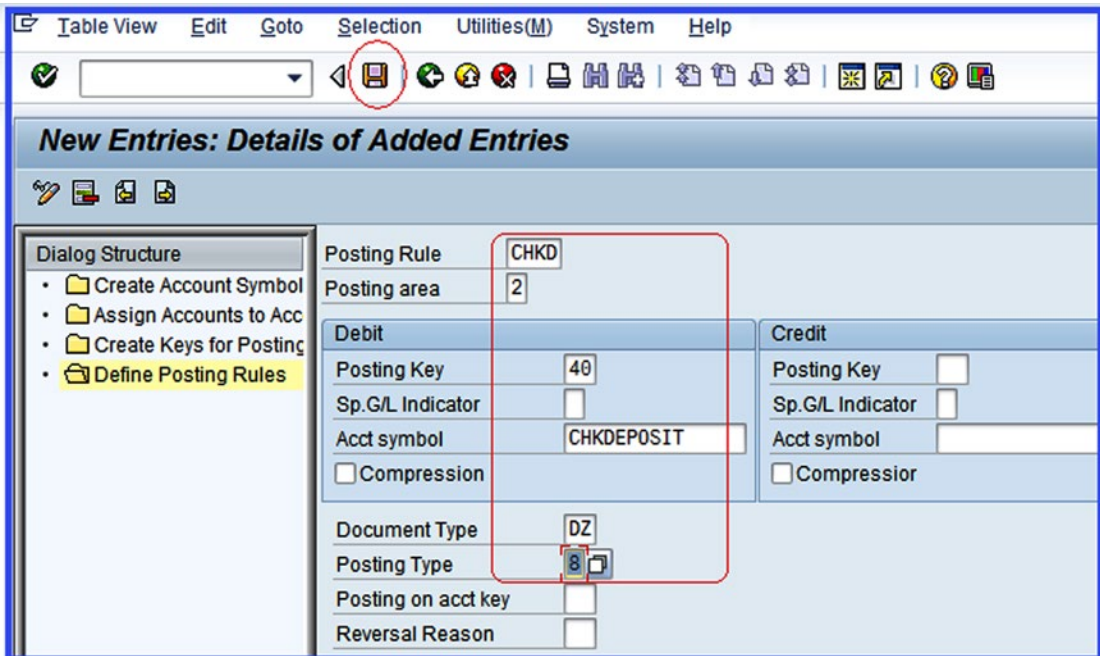 Table View Edit Goto Selection Utilities(M) System Help
New Entries: Details of Added Entries
Dialog Structure
Create Account Symbol
Assign Accounts to Acc
Create Keys for Posting
Define Posting Rules
Posting Rule CHKD
Posting area 2
Debit Credit
Posting Key 40 Posting Key
Sp.G/L Indicator Sp.G/L Indicator
Acct symbol CHKDEPOSIT Acct symbol
Compression Compressior
Document Type DZ
Posting Type 8
Posting on acct key
Reversal Reason